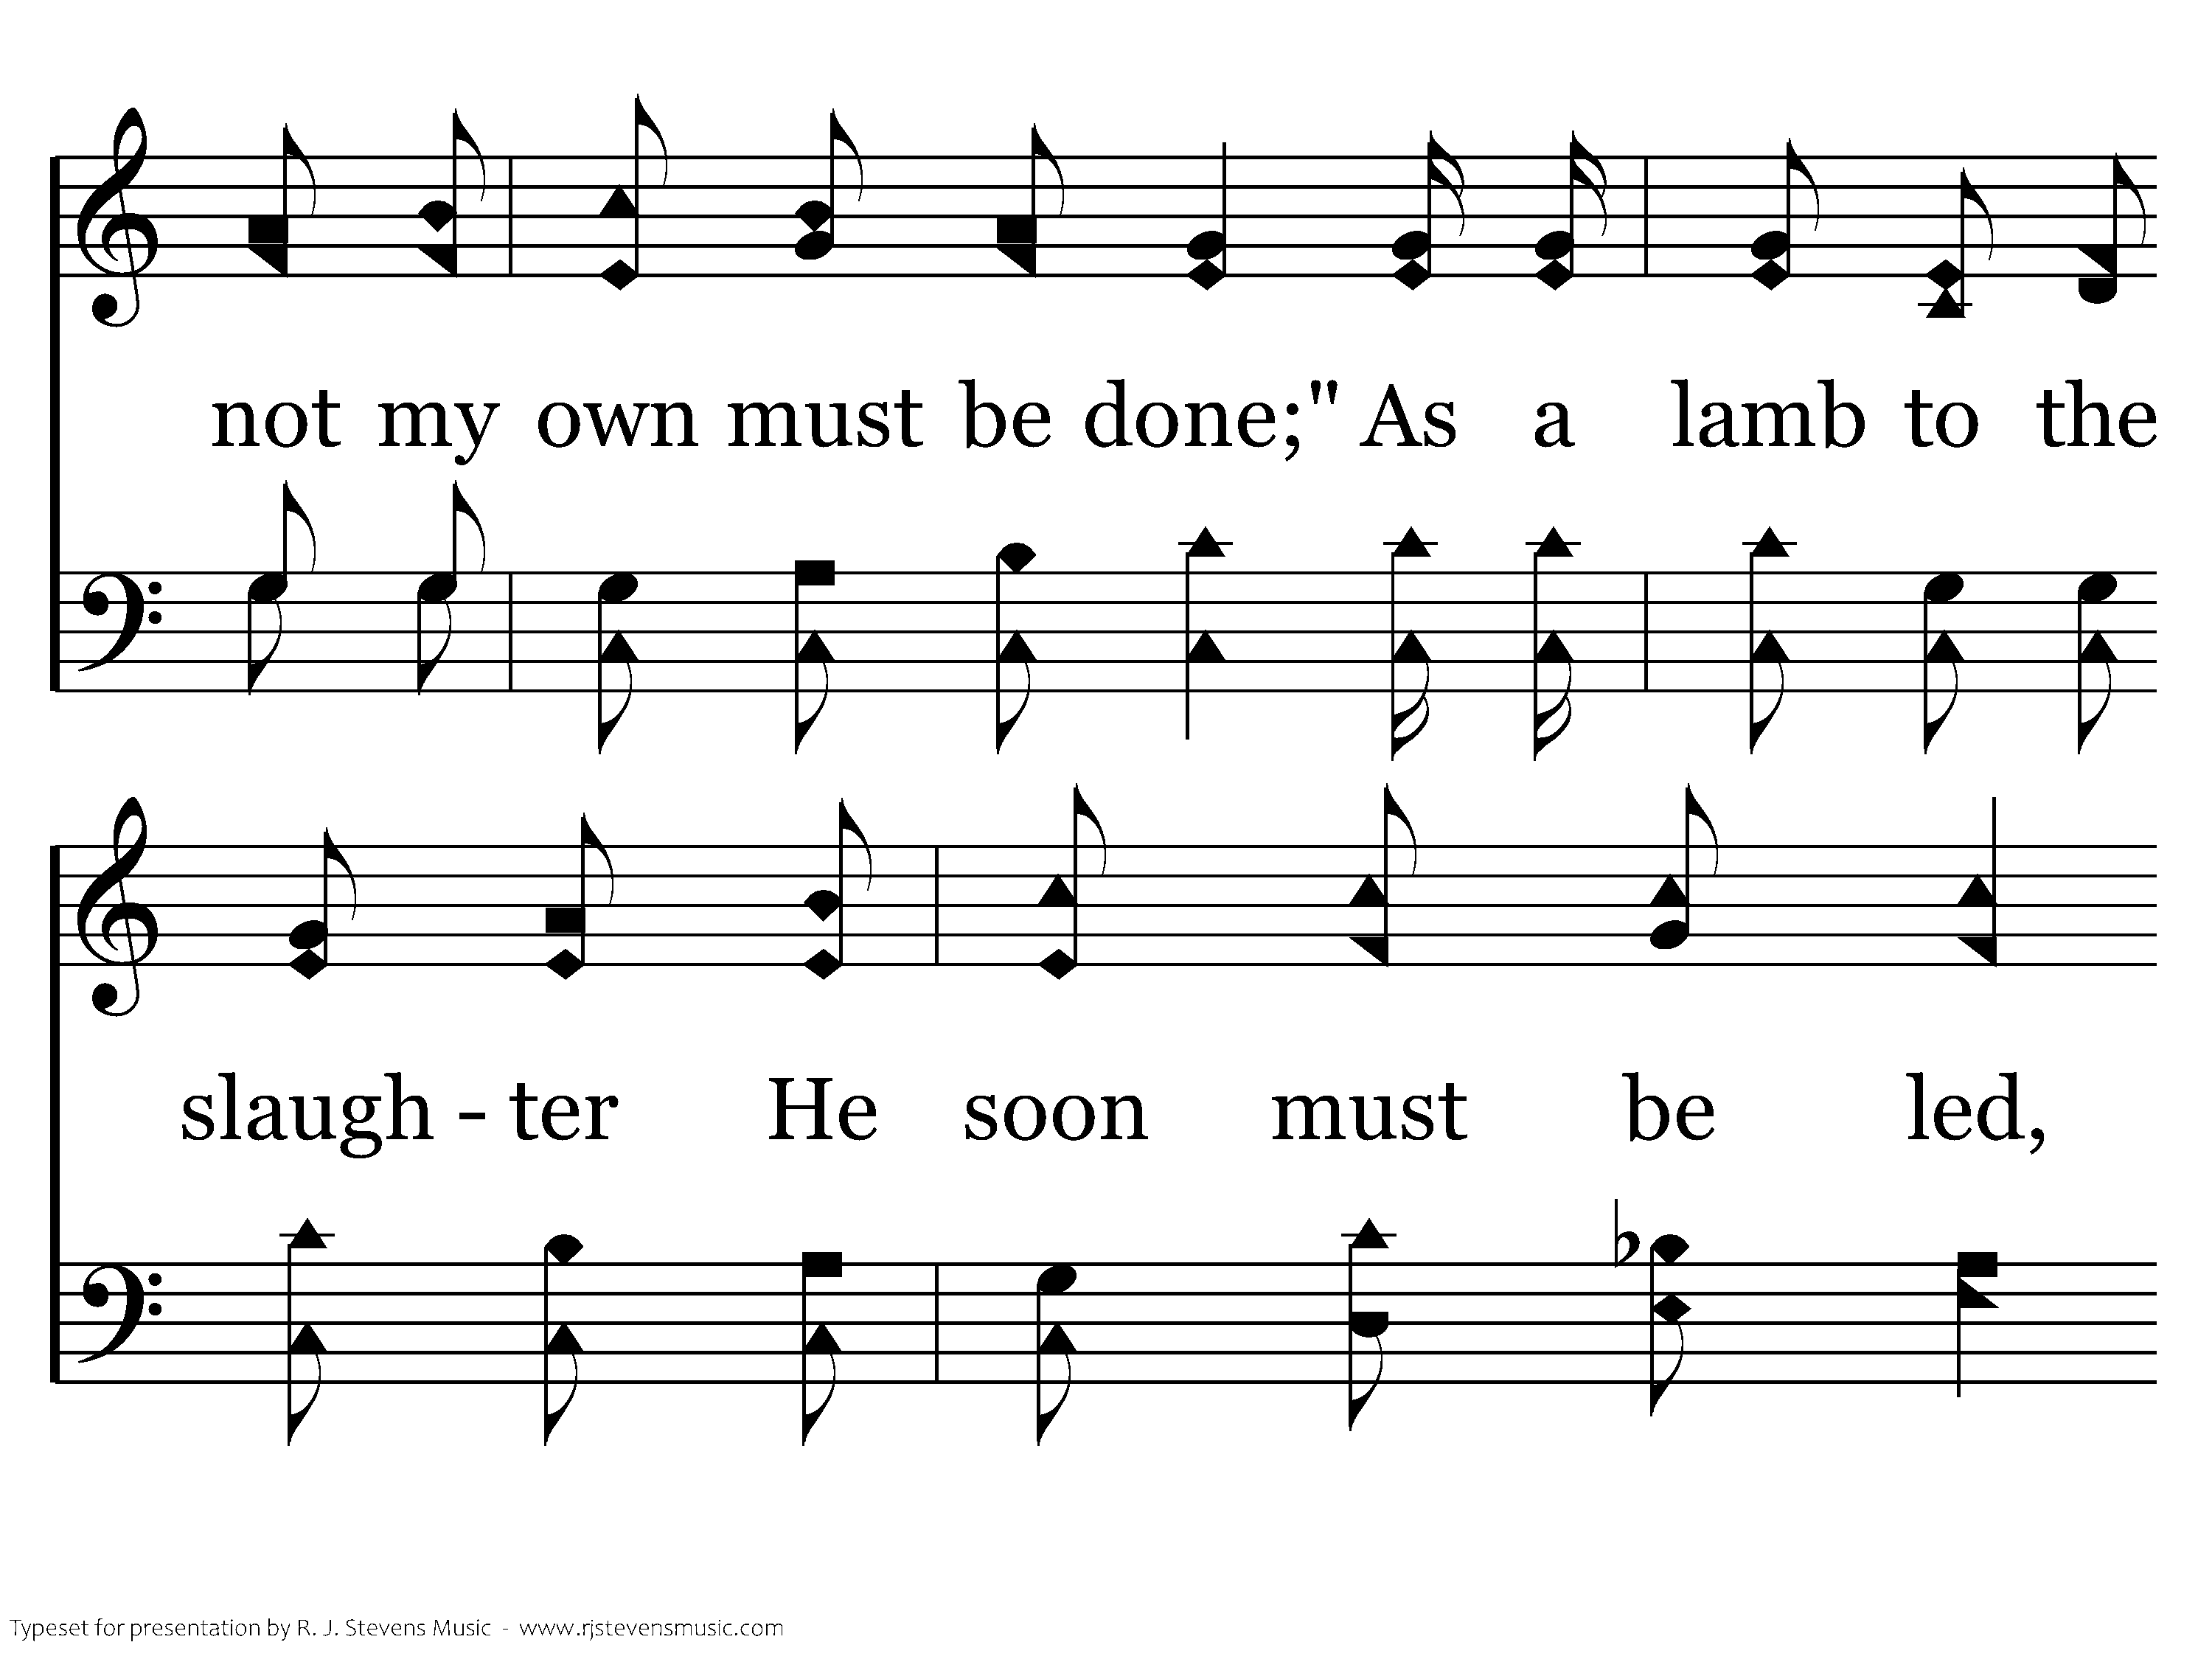 not my own must be done;" As a lamb to the
slaugh - ter He soon must be led,
Typeset for presentation by R. J. Stevens Music - www.rjstevensmusic.com